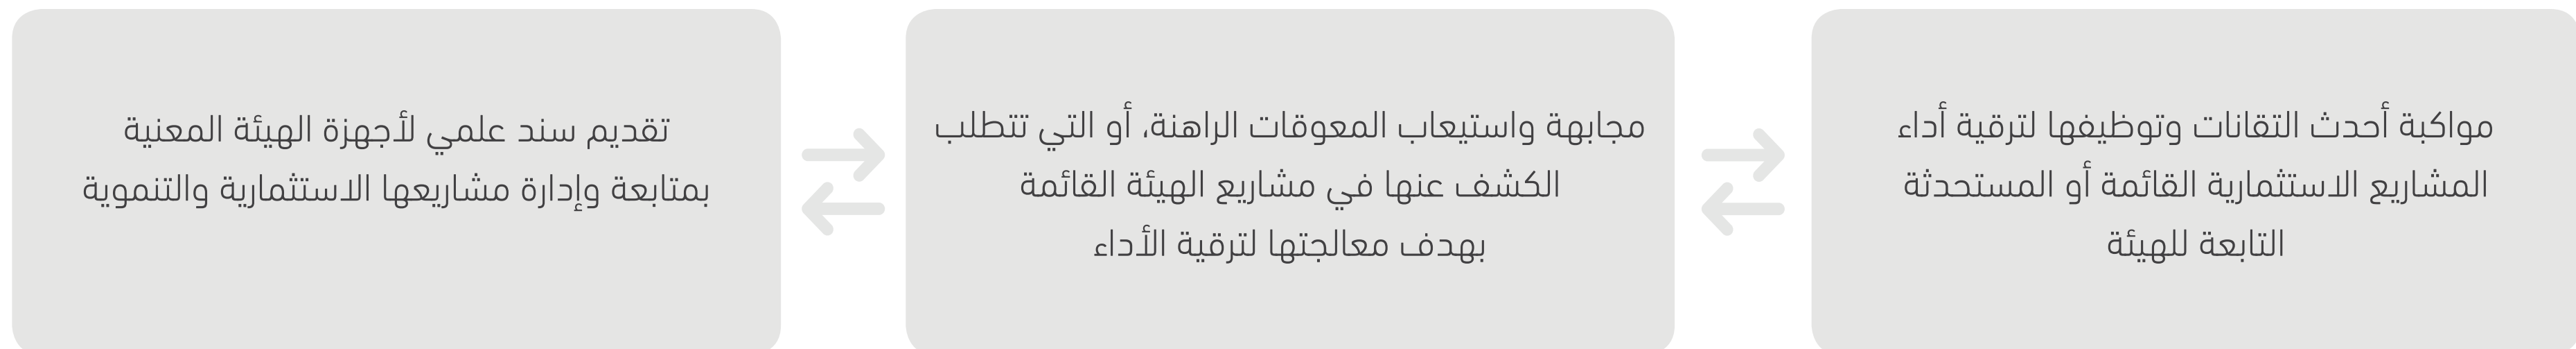 مواكبة أحدث التقانات وتوظيفها لترقية أداء
المشاريع الاستثمارية القائمة أو المستحدثة
التابعة للهيئة
مجابهة واستيعاب المعوقات الراهنة، أو التي تتطلب
الكشف عنها في مشاريع الهيئة القائمة
بهدف معالجتها لترقية الأداء
تقديم سند علمي لأجهزة الهيئة المعنية
بمتابعة وإدارة مشاريعها الاستثمارية والتنموية